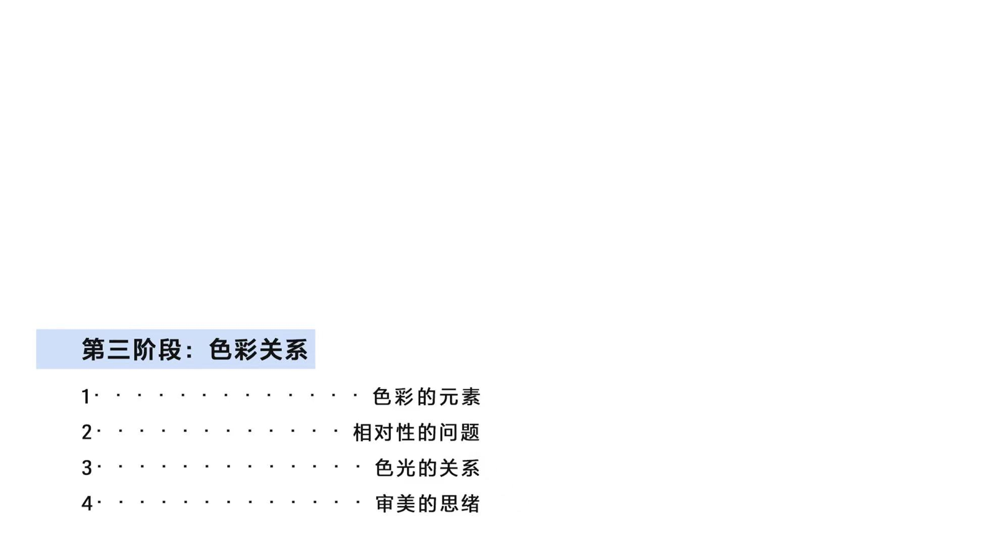 第三阶段：色彩关系
1· · · · · · · · · · · · · 色彩的元素
2· · · · · · · · · · · · 相对性的问题
3· · · · · · · · · · · · · 色光的关系
4· · · · · · · · · · · · · 审美的思绪